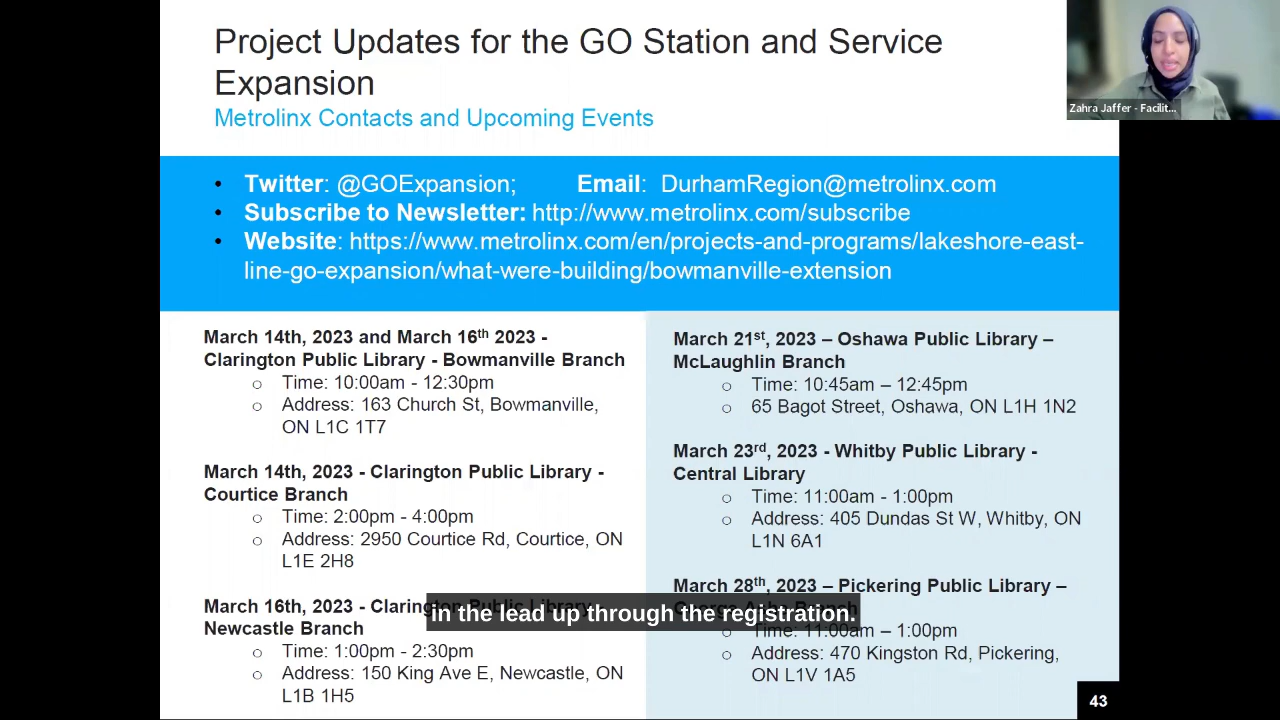 Project Updates for the GO Station and Service
Expansion
Metrolinx Contacts and Upcoming Events
Zahra Jaffer - Facilit...
• Twitter: @GOExpansion; Email: DurhamRegion@metrolinx.com
• Subscribe to Newsletter: http://www.metrolinx.com/subscribe
• Website: https://www.metrolinx.com/en/projects-and-programs/lakeshore-east-
line-go-expansion/what-were-building/bowmanville-extension
March 14th, 2023 and March 16th 2023 -
Clarington Public Library - Bowmanville Branch
○ Time: 10:00am - 12:30pm
○ Address: 163 Church St, Bowmanville,
ON L1C 1T7
March 14th, 2023 - Clarington Public Library -
Courtice Branch
○ Time: 2:00pm - 4:00pm
○ Address: 2950 Courtice Rd, Courtice, ON
L1E 2H8
March 16th, 2023 - Clarington Public Library -
Newcastle Branch
○ Time: 1:00pm - 2:30pm
○ Address: 150 King Ave E, Newcastle, ON
L1B 1H5
March 21st, 2023 – Oshawa Public Library –
McLaughlin Branch
○ Time: 10:45am – 12:45pm
○ 65 Bagot Street, Oshawa, ON L1H 1N2
March 23rd, 2023 - Whitby Public Library -
Central Library
○ Time: 11:00am - 1:00pm
○ Address: 405 Dundas St W, Whitby, ON
L1N 6A1
March 28th, 2023 – Pickering Public Library –
Branch
○ Time: 11:00am – 1:00pm
○ Address: 470 Kingston Rd, Pickering,
ON L1V 1A5
in the lead up through the registration.
43